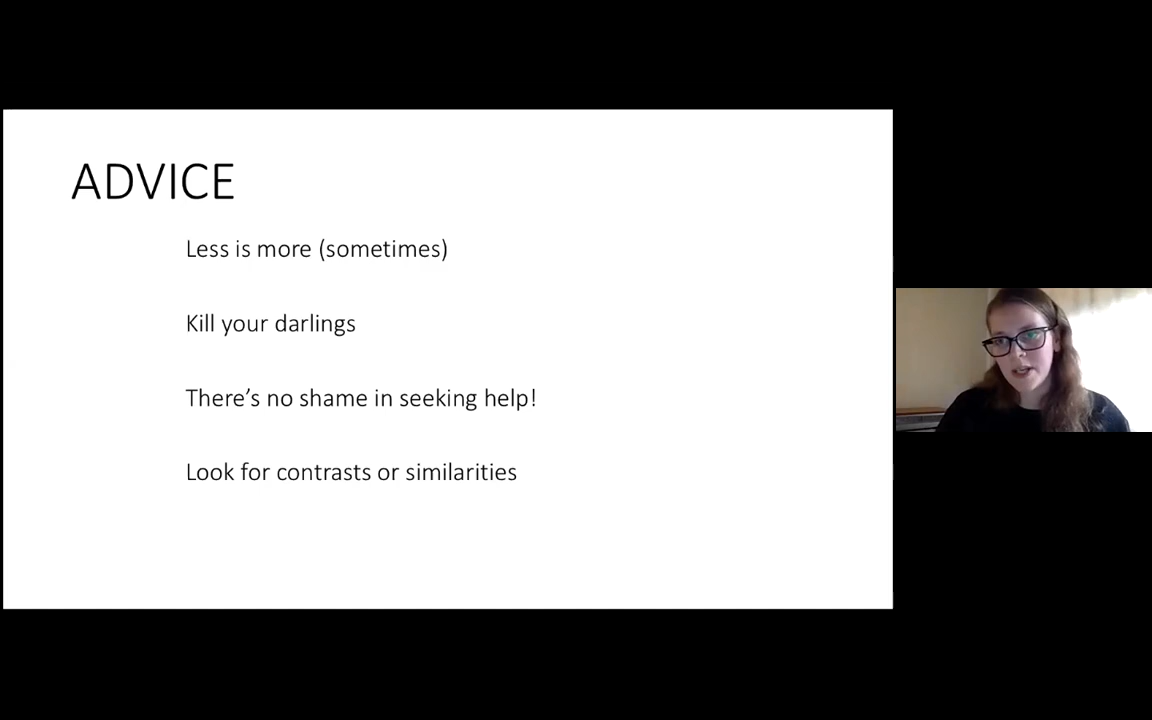 ADVICE
Less is more (sometimes)
Kill your darlings
There’s no shame in seeking help!
Look for contrasts or similarities